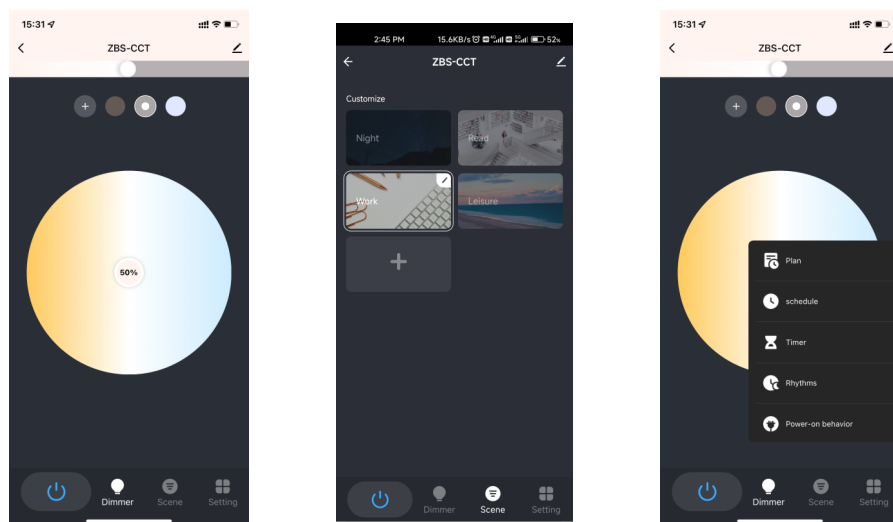 15:31
ZBS-CCT
50%
Dimmer
Scene
Setting
2:45 PM
15.6KB/s
52%
ZBS-CCT
Customize
Night
Read
Work
Leisure
Dimmer
Scene
Setting
15:31
ZBS-CCT
Plan
schedule
Timer
Rhythms
Power-on behavior
Dimmer
Scene
Setting